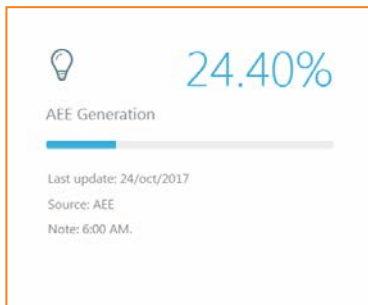 24.40%
AEE Generation
Last update: 24/oct/2017
Source: AEE
Note: 6:00 AM.